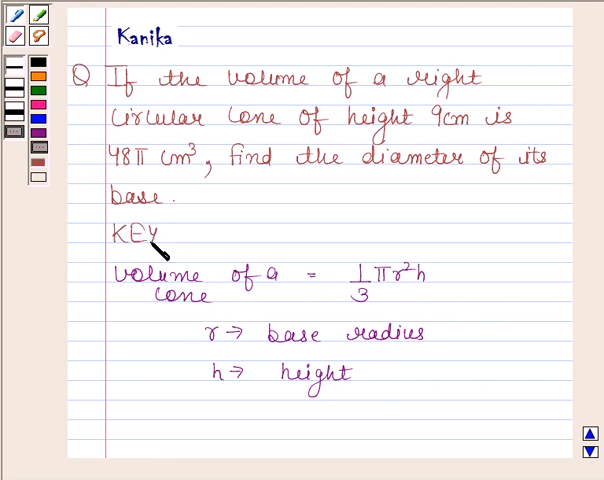 Kanika
Q If the volume of a right
circular cone of height 9cm is
48π cm³, find the diameter of its
base.
KEY
volume of a cone = 1/3 πr²h
r → base radius
h → height